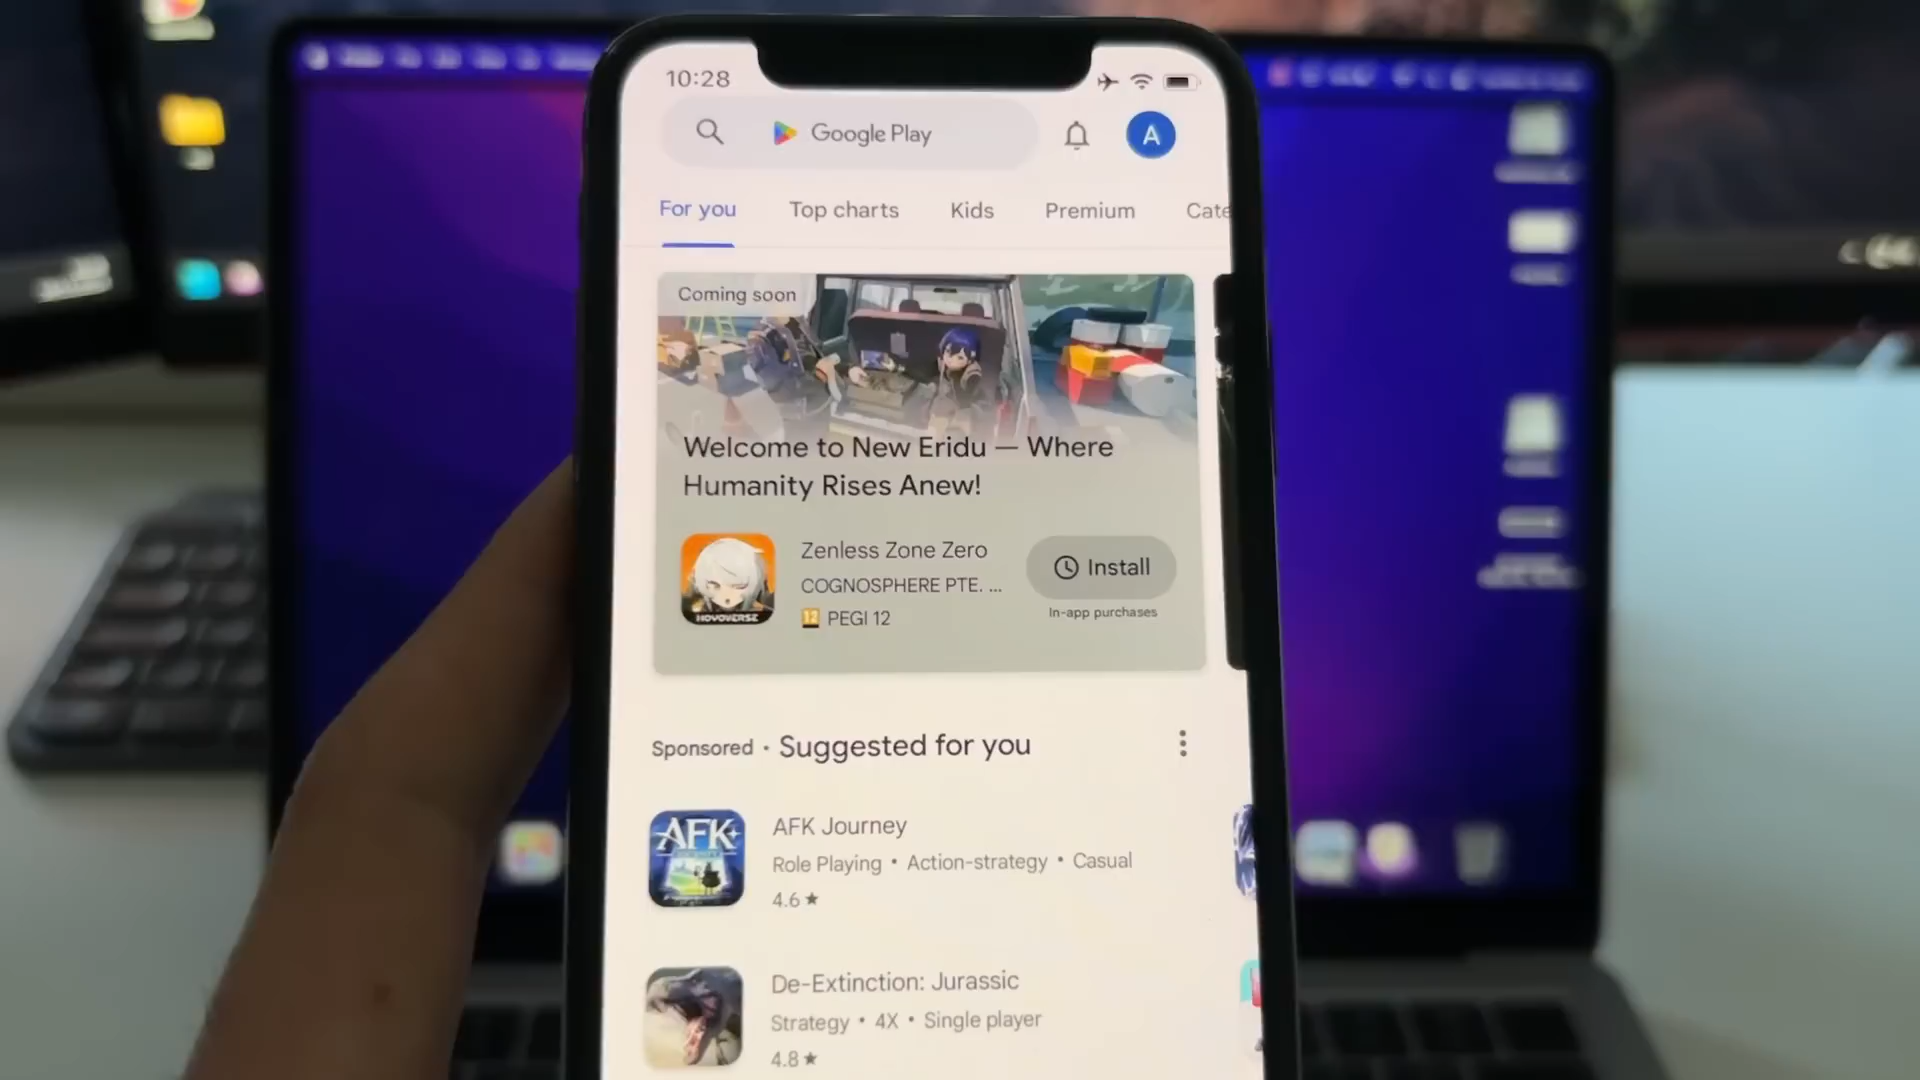 10:28
Google Play
A
For you Top charts Kids Premium Cate
Coming soon
Welcome to New Eridu — Where
Humanity Rises Anew!
Zenless Zone Zero
COGNOSPHERE PTE. ...
12 PEGI 12
Install
In-app purchases
HOYOVERSE
Sponsored • Suggested for you
AFK
AFK Journey
Role Playing • Action-strategy • Casual
4.6 ★
De-Extinction: Jurassic
Strategy • 4X • Single player
4.8 ★